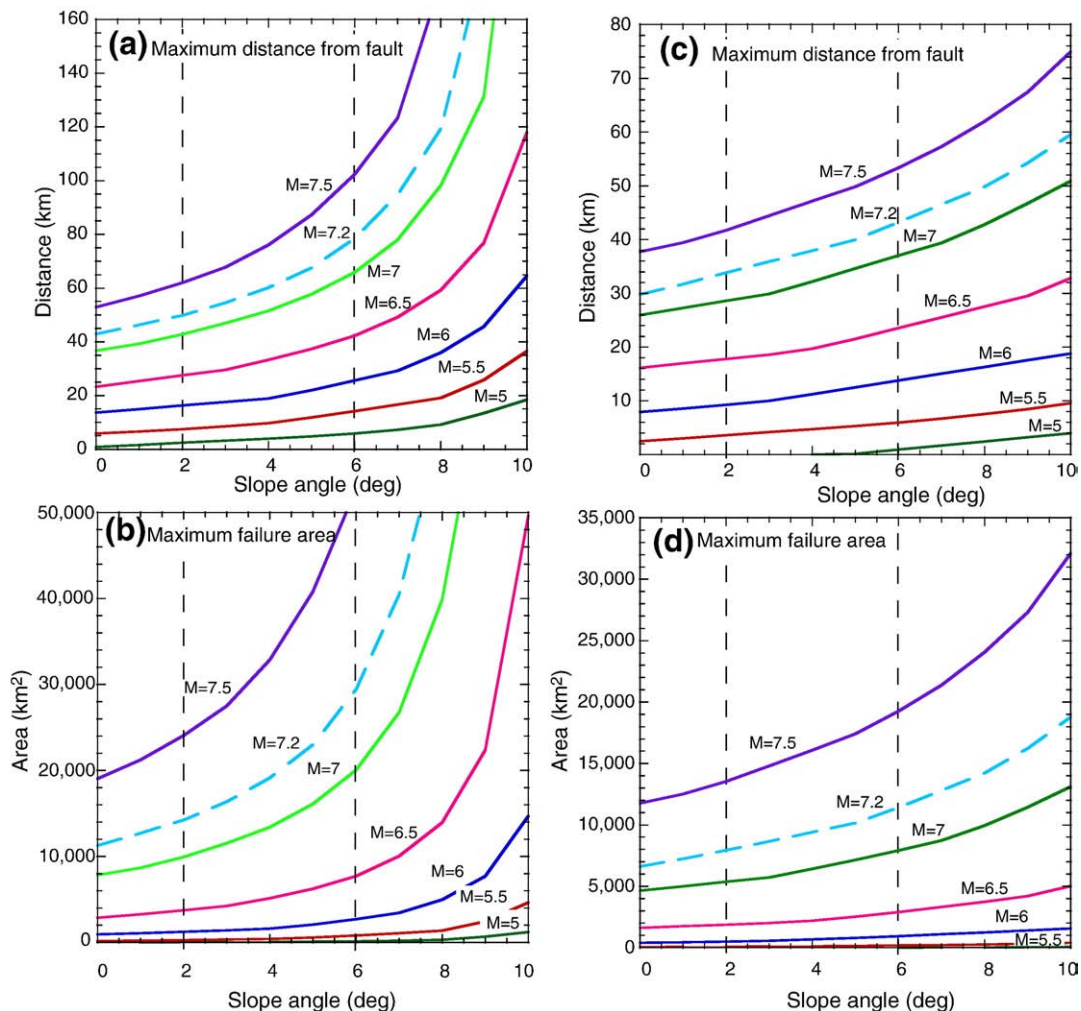 (a) Maximum distance from fault
160
140
120
100
80
60
40
20
0
Distance (km)
M=7.5
M=7.2
M=7
M=6.5
M=6
M=5.5
M=5
0 2 4 6 8 10
Slope angle (deg)
(c) Maximum distance from fault
80
70
60
50
40
30
20
10
Distance (km)
M=7.5
M=7.2
M=7
M=6.5
M=6
M=5.5
M=5
0 2 4 6 8 10
Slope angle (deg)
(b) Maximum failure area
50,000
40,000
30,000
20,000
10,000
0
Area (km²)
M=7.5
M=7.2
M=7
M=6.5
M=6
M=5.5
M=5
0 2 4 6 8 10
Slope angle (deg)
(d) Maximum failure area
35,000
30,000
25,000
20,000
15,000
10,000
5,000
0
Area (km²)
M=7.5
M=7.2
M=7
M=6.5
M=6
M=5.5
0 2 4 6 8 10
Slope angle (deg)